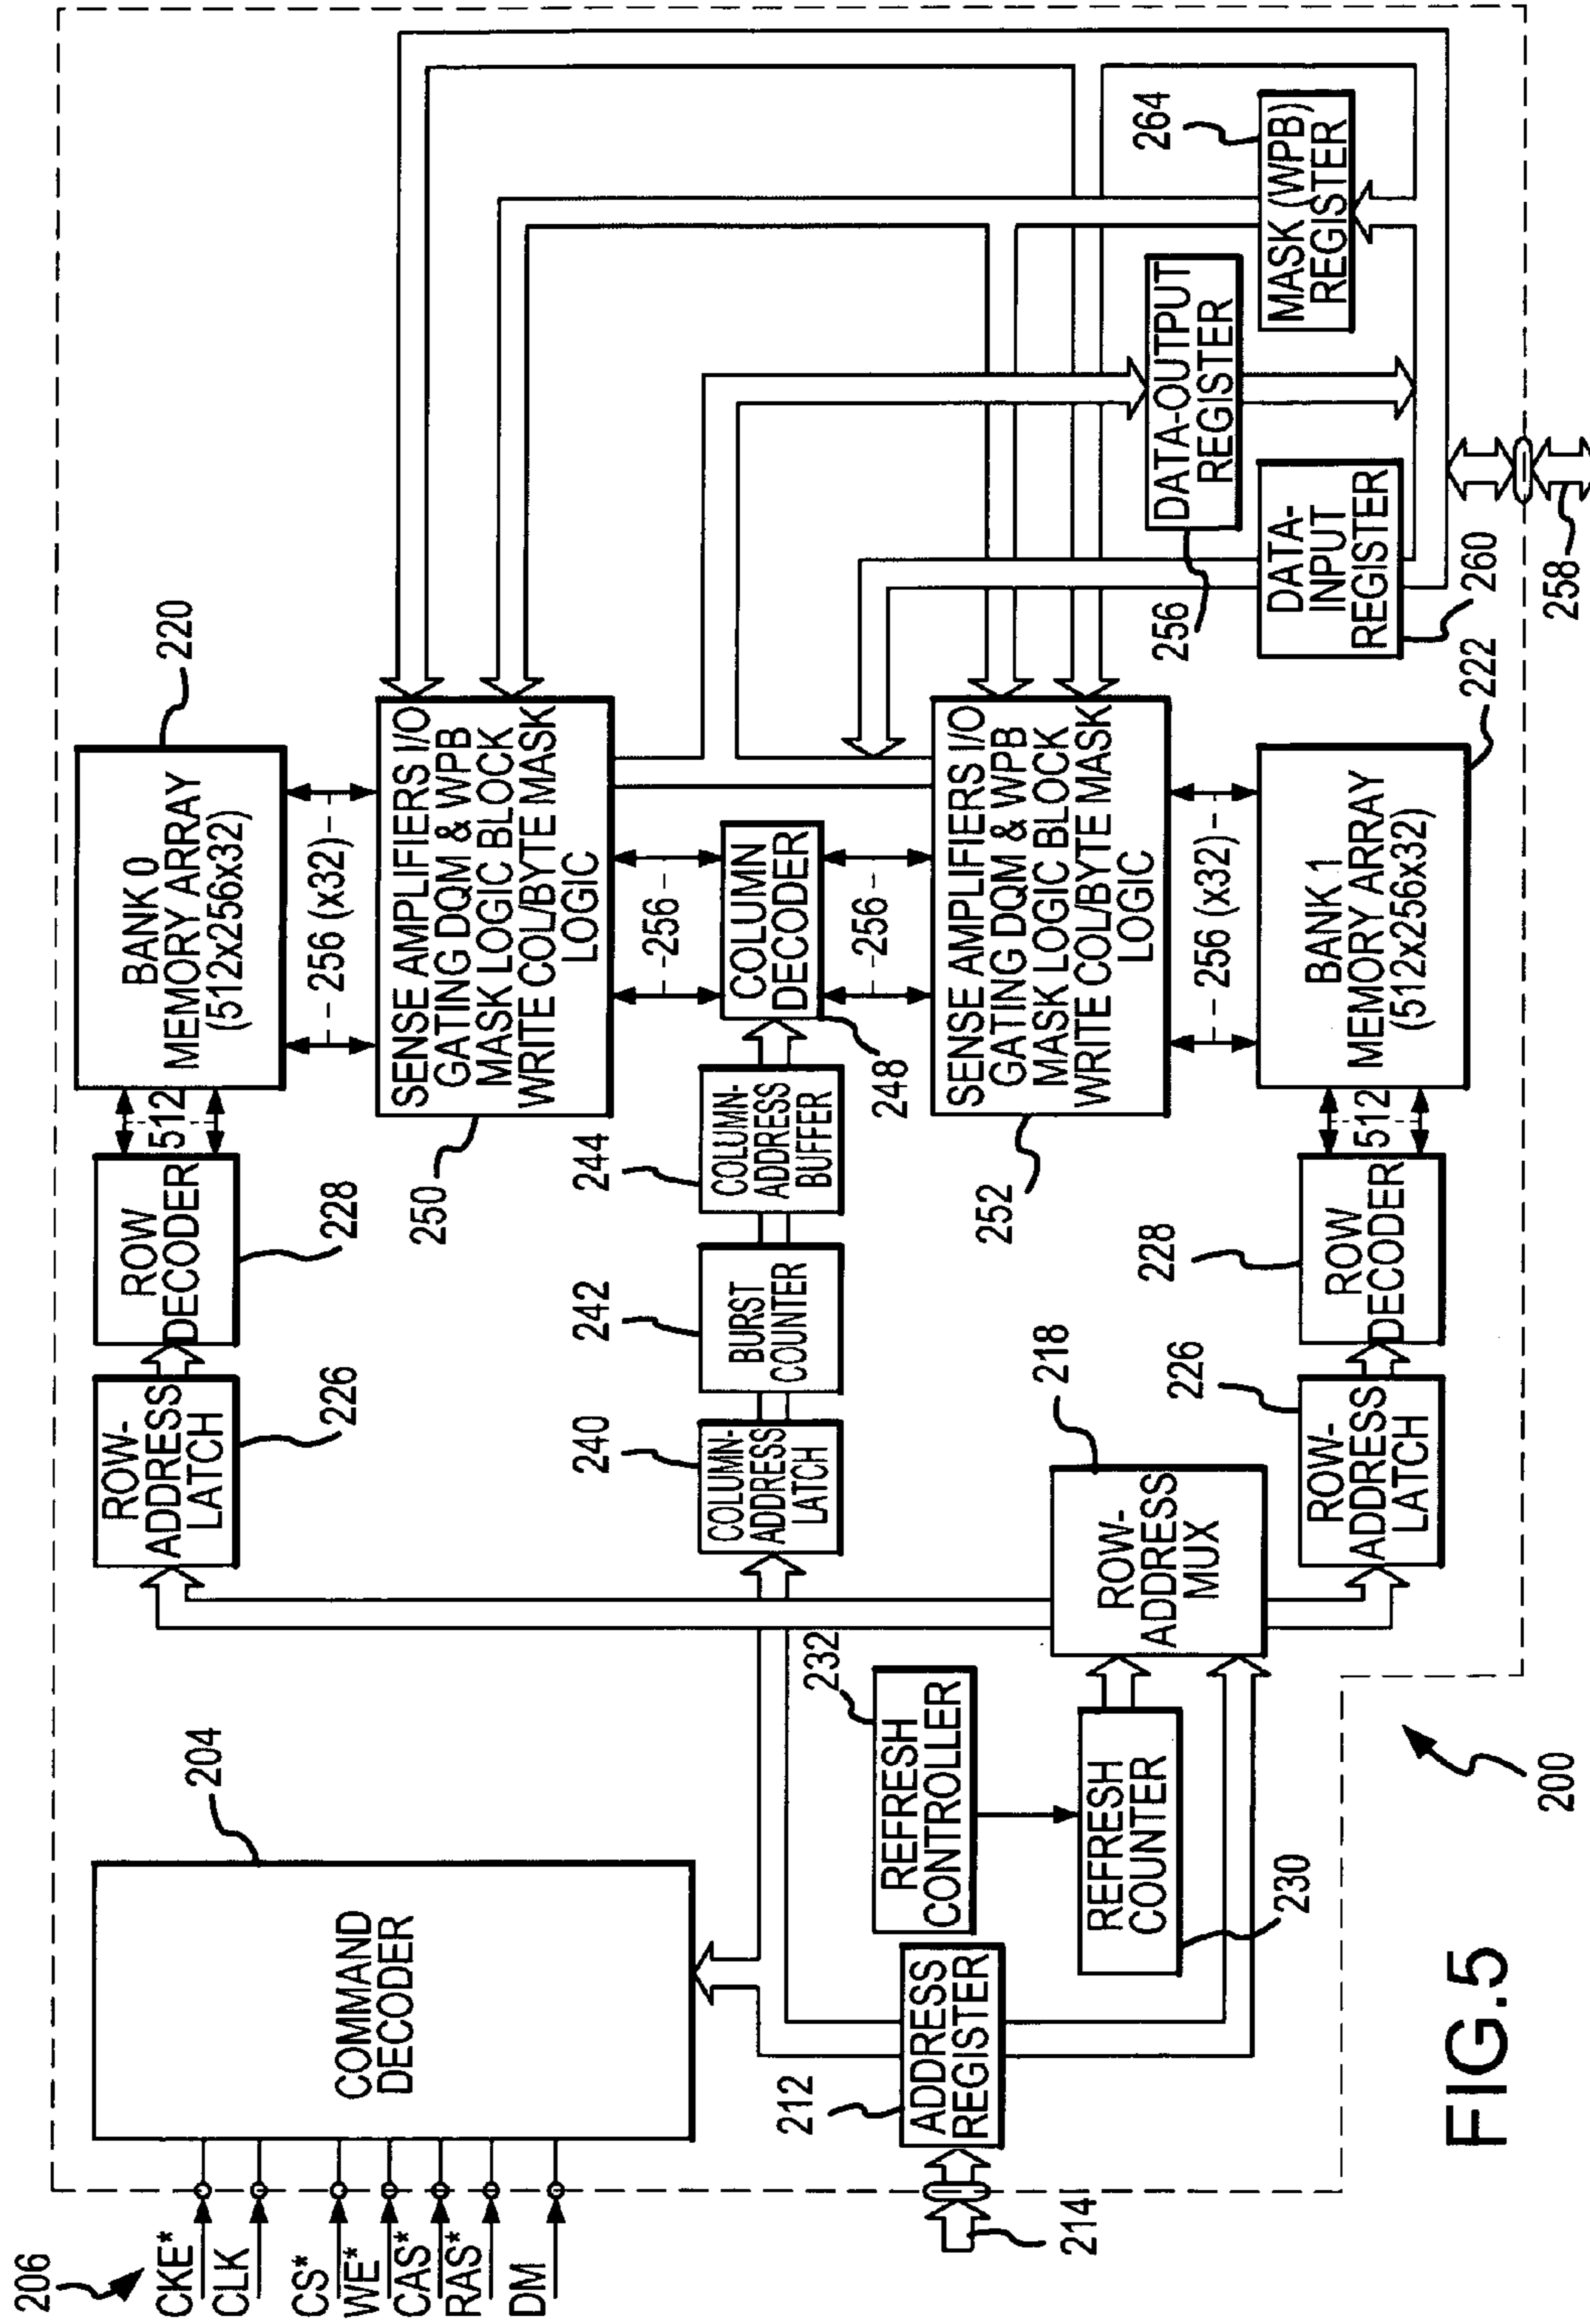 206
CKE*
CLK
CS*
WE*
CAS*
RAS*
DM
COMMAND
DECODER
204
ROW-
ADDRESS
LATCH
226
ROW
DECODER
228
512
BANK 0
MEMORY ARRAY
(512x256x32)
220
256 (x32)
SENSE AMPLIFIERS I/O
GATING DQM & WPB
MASK LOGIC BLOCK
WRITE COL/BYTE MASK
LOGIC
250
256
COLUMN-
ADDRESS
LATCH
240
BURST
COUNTER
242
COLUMN-
ADDRESS
BUFFER
244
COLUMN
DECODER
248
256
SENSE AMPLIFIERS I/O
GATING DQM & WPB
MASK LOGIC BLOCK
WRITE COL/BYTE MASK
LOGIC
252
256 (x32)
214
212
ADDRESS
REGISTER
REFRESH
CONTROLLER
232
REFRESH
COUNTER
230
ROW-
ADDRESS
MUX
218
ROW-
ADDRESS
LATCH
226
ROW
DECODER
228
512
BANK 1
MEMORY ARRAY
(512x256x32)
222
DATA-OUTPUT
REGISTER
256
DATA-
INPUT
REGISTER
260
MASK (WPB)
REGISTER
264
258
200
FIG.5